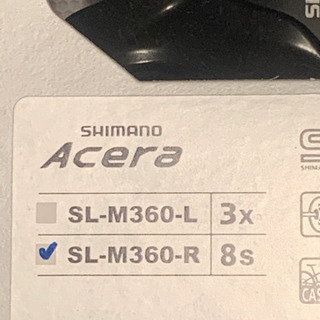 SHIMANO
Acera
SL-M360-L 3x
SL-M360-R 8s